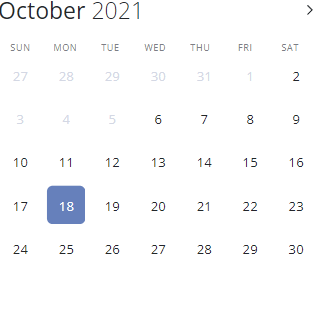 October 2021
SUN MON TUE WED THU FRI SAT
27 28 29 30 31 1 2
3 4 5 6 7 8 9
10 11 12 13 14 15 16
17 18 19 20 21 22 23
24 25 26 27 28 29 30